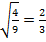 √(4/9) = 2/3